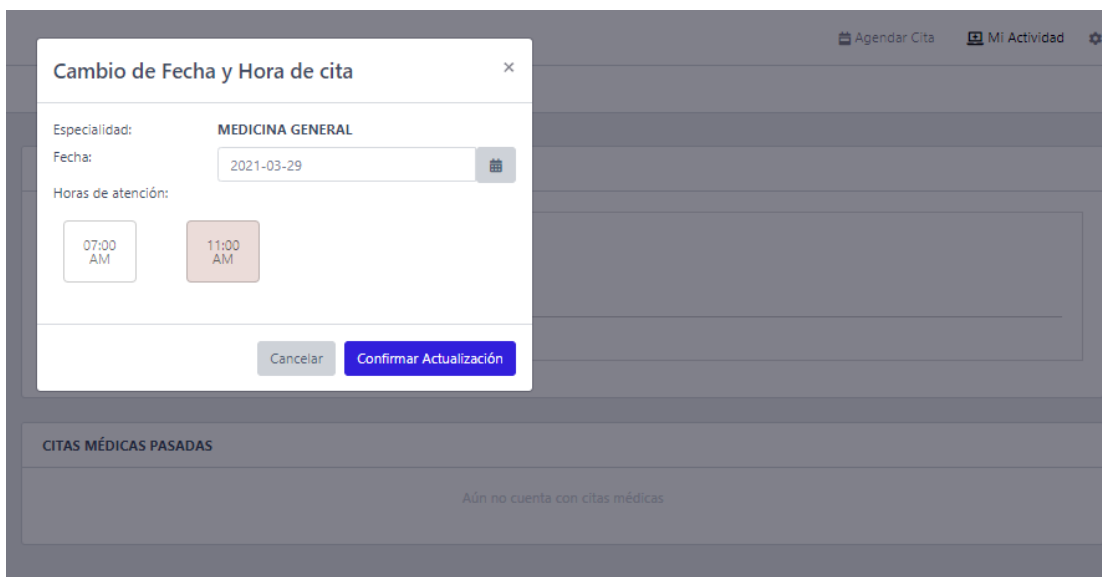 Agendar Cita
Mi Actividad
Cambio de Fecha y Hora de cita
×
Especialidad:
MEDICINA GENERAL
Fecha:
2021-03-29
Horas de atención:
07:00
AM
11:00
AM
Cancelar
Confirmar Actualización
CITAS MÉDICAS PASADAS
Aún no cuenta con citas médicas